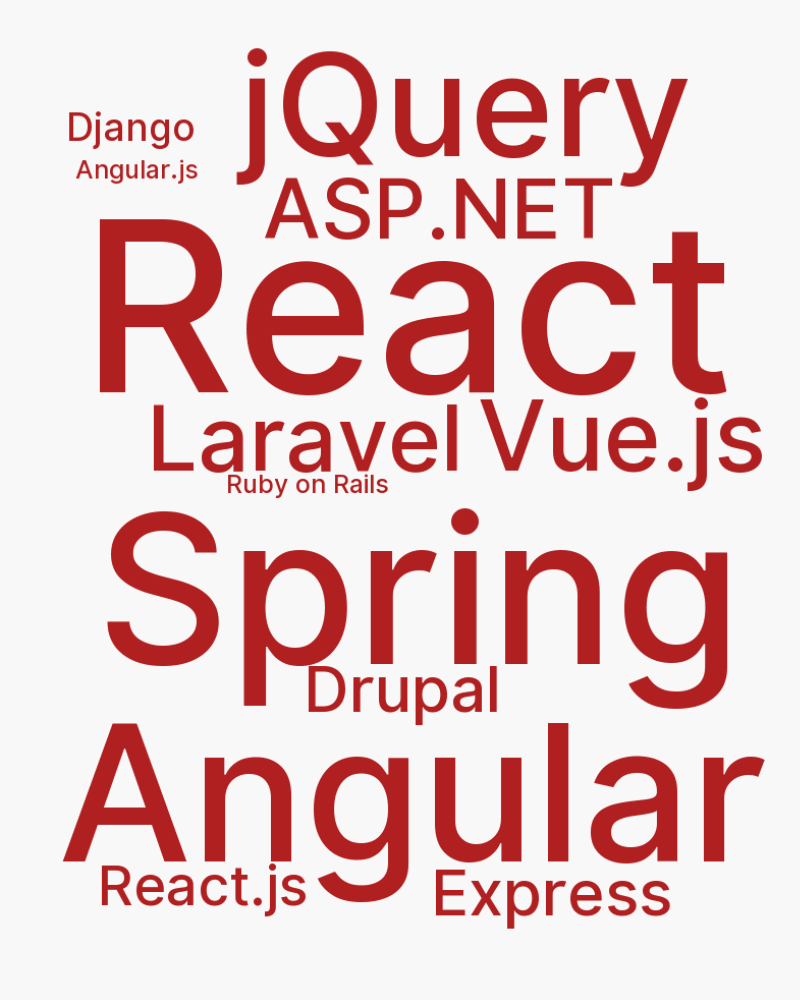 jQuery
Django
Angular.js
ASP.NET
React
Laravel Vue.js
Ruby on Rails
Spring
Drupal
Angular
React.js Express